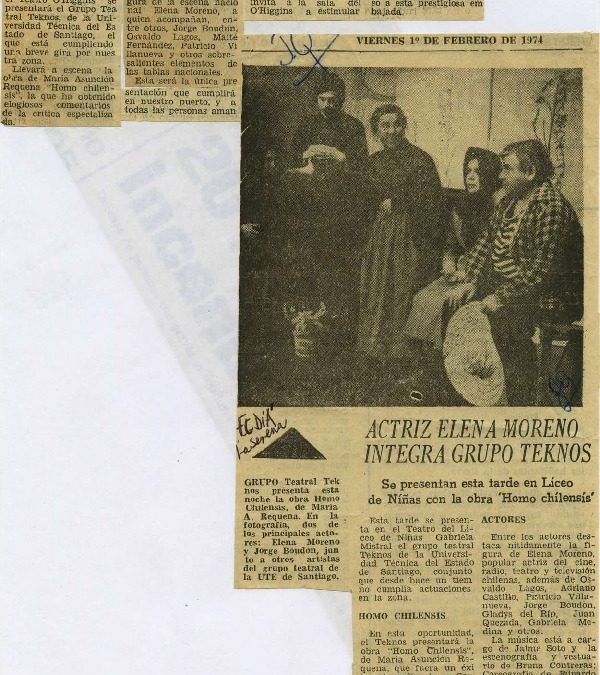 presentará el Grupo Tea
tral Teknos de la Uni-
versidad Técnica del Es-
tado de Santiago, el
que está cumpliendo
una breve gira por nues
tra zona.
Llevará a escena la
obra de María Asunción
Requena "Homo chilen-
sis", la que ha obtenido
elogiosos comentarios
de la crítica especializa
da.
gura de la escena nacio
nal Elena Moreno, a
quien acompañan, en-
tre otros, Jorge Boudon,
Osvaldo Lagos, Maité
Fernández, Patricio Vi
llanueva y otros sobre-
salientes elementos de
las tablas nacionales.
Esta será la única pre
sentación que cumplirá
en nuestro puerto, y a
todas las personas aman
invita a la sala del
O'Higgins a estimular
so a esta prestigiosa em
bajada.
VIERNES 1º DE FEBRERO DE 1974
EL DIA
La Serena
GRUPO Teatral Tek
nos presenta esta
noche la obra Homo
Chilensis, de María
A. Requena. En la
fotografía, dos de
los principales acto-
res: Elena Moreno
y Jorge Boudon, jun
to a otros artistas
del grupo teatral de
la UTE de Santiago.
ACTRIZ ELENA MORENO
INTEGRA GRUPO TEKNOS
Se presentan esta tarde en Liceo
de Niñas con la obra 'Homo chilensis'
Esta tarde se presen-
ta en el Teatro del Li-
ceo de Niñas Gabriela
Mistral el grupo teatral
Teknos de la Universi-
dad Técnica del Estado
de Santiago, conjunto
que desde hace un tiem
no cumplía actuaciones
en la zona.
HOMO CHILENSIS
En esta oportunidad,
el Teknos presentará la
obra "Homo Chilensis",
de María Asunción Re-
quena, que fuera un éxi
ACTORES
Entre los actores des-
taca nítidamente la fi-
gura de Elena Moreno,
popular actriz del cine,
radio, teatro y televisión
chilenas, además de Os-
valdo Lagos, Adriano
Castillo, Patricio Villa-
nueva, Jorge Boudon,
Gladys del Río, Juan
Quezada, Gabriela Me-
dina y otros.
La música está a car-
go de Jaime Soto y la
escenografía y vestua-
rio de Bruna Contreras;